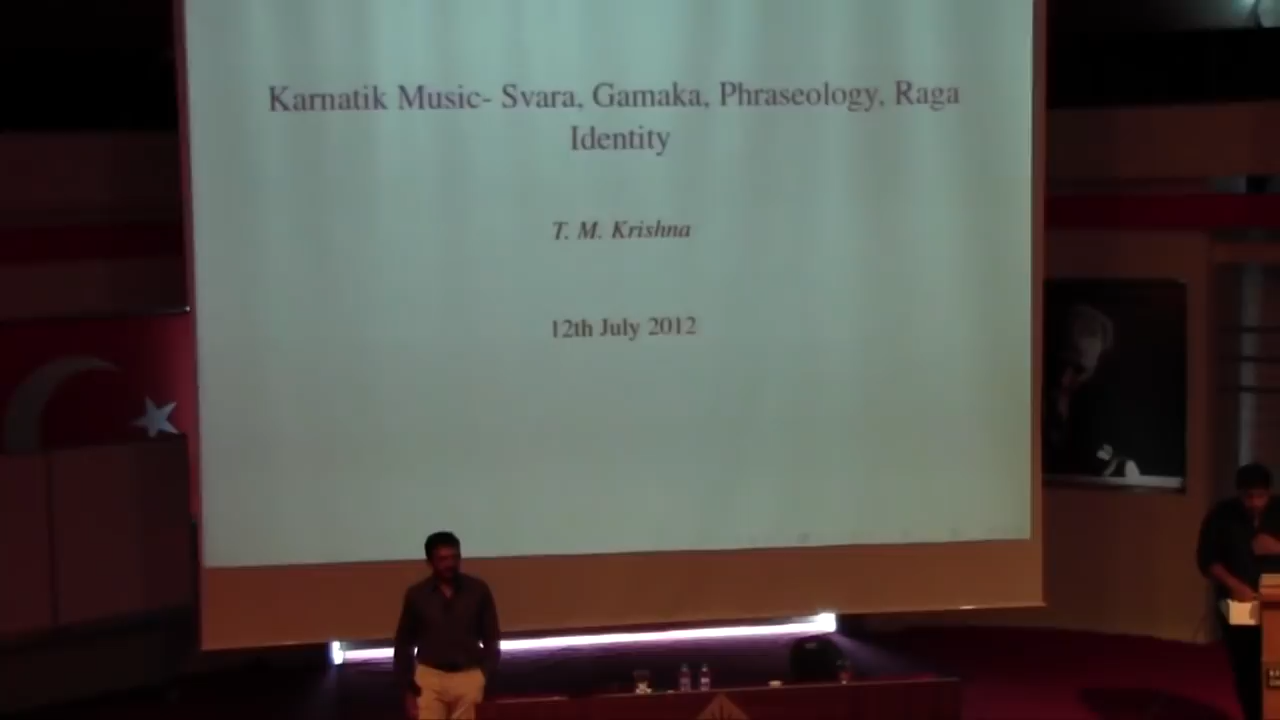 Karnatik Music- Svara, Gamaka, Phraseology, Raga
Identity
T. M. Krishna
12th July 2012